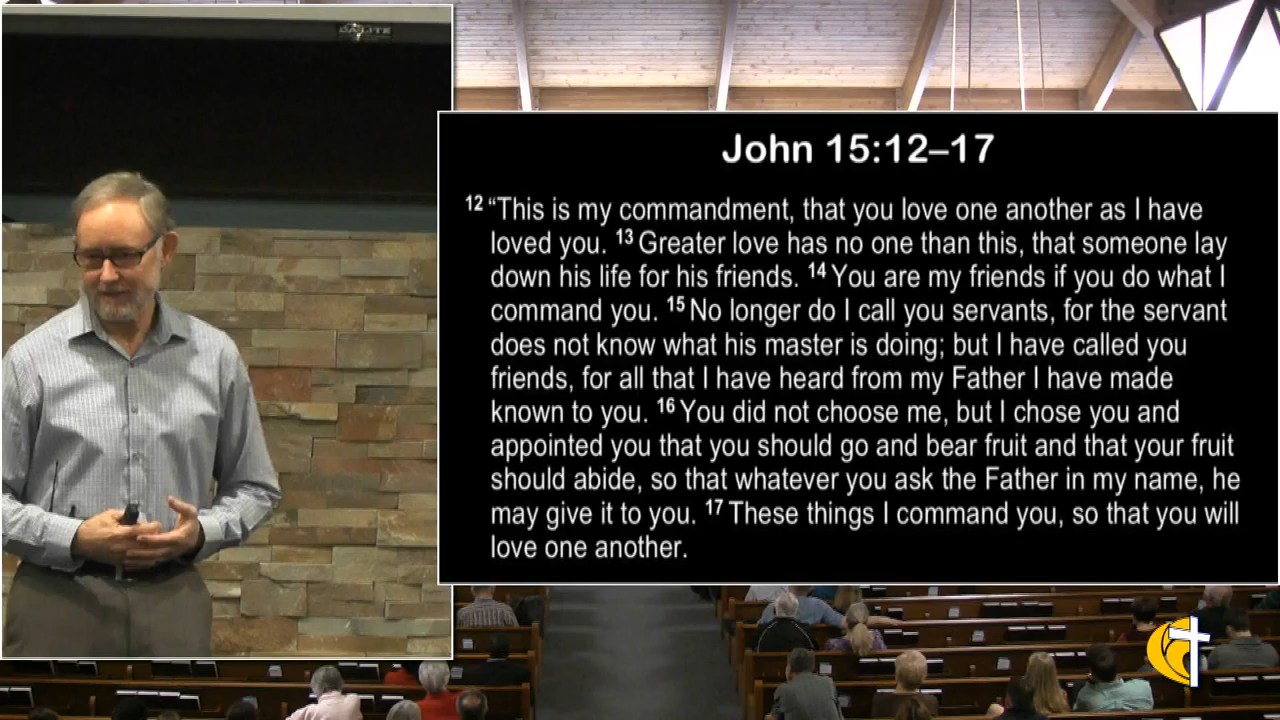 DA-LITE
John 15:12–17
12 “This is my commandment, that you love one another as I have
loved you. 13 Greater love has no one than this, that someone lay
down his life for his friends. 14 You are my friends if you do what I
command you. 15 No longer do I call you servants, for the servant
does not know what his master is doing; but I have called you
friends, for all that I have heard from my Father I have made
known to you. 16 You did not choose me, but I chose you and
appointed you that you should go and bear fruit and that your fruit
should abide, so that whatever you ask the Father in my name, he
may give it to you. 17 These things I command you, so that you will
love one another.